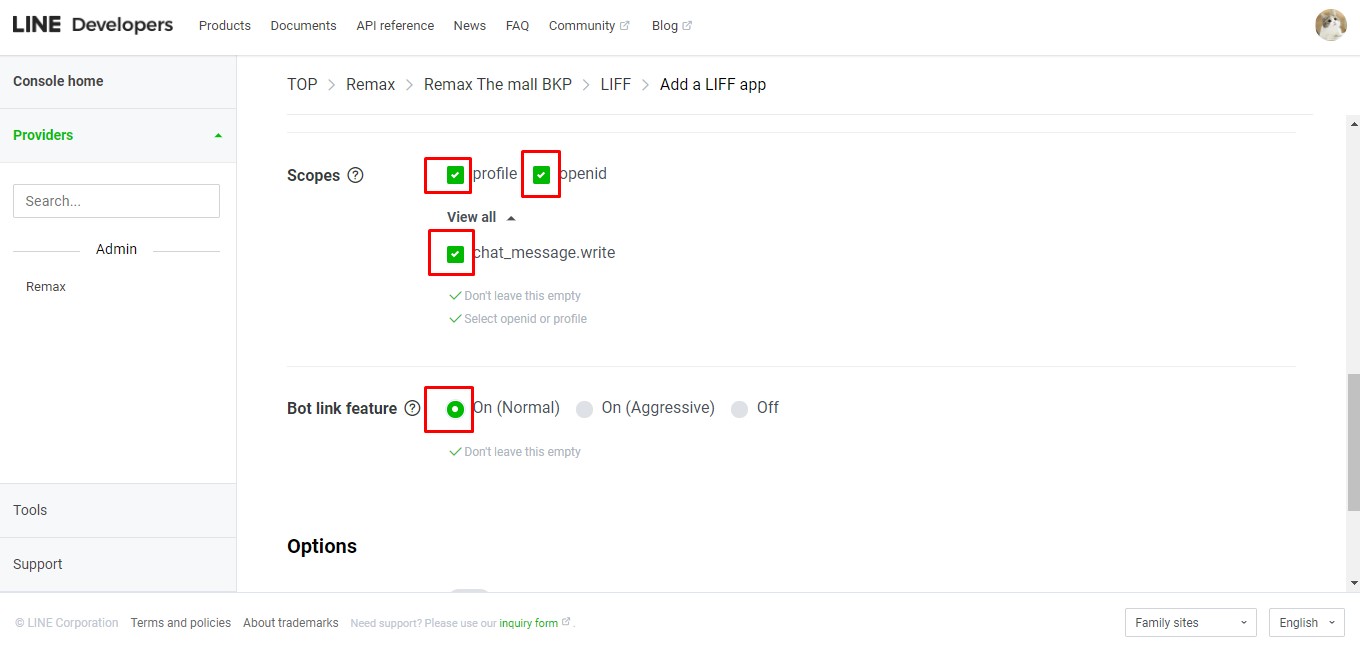 LINE Developers Products Documents API reference News FAQ Community Blog
Console home
Providers
Search...
Admin
Remax
Tools
Support
TOP Remax Remax The mall BKP LIFF Add a LIFF app
Scopes profile openid
View all
chat_message.write
Don't leave this empty
Select openid or profile
Bot link feature On (Normal) On (Aggressive) Off
Don't leave this empty
Options
© LINE Corporation Terms and policies About trademarks Need support? Please use our inquiry form . Family sites English